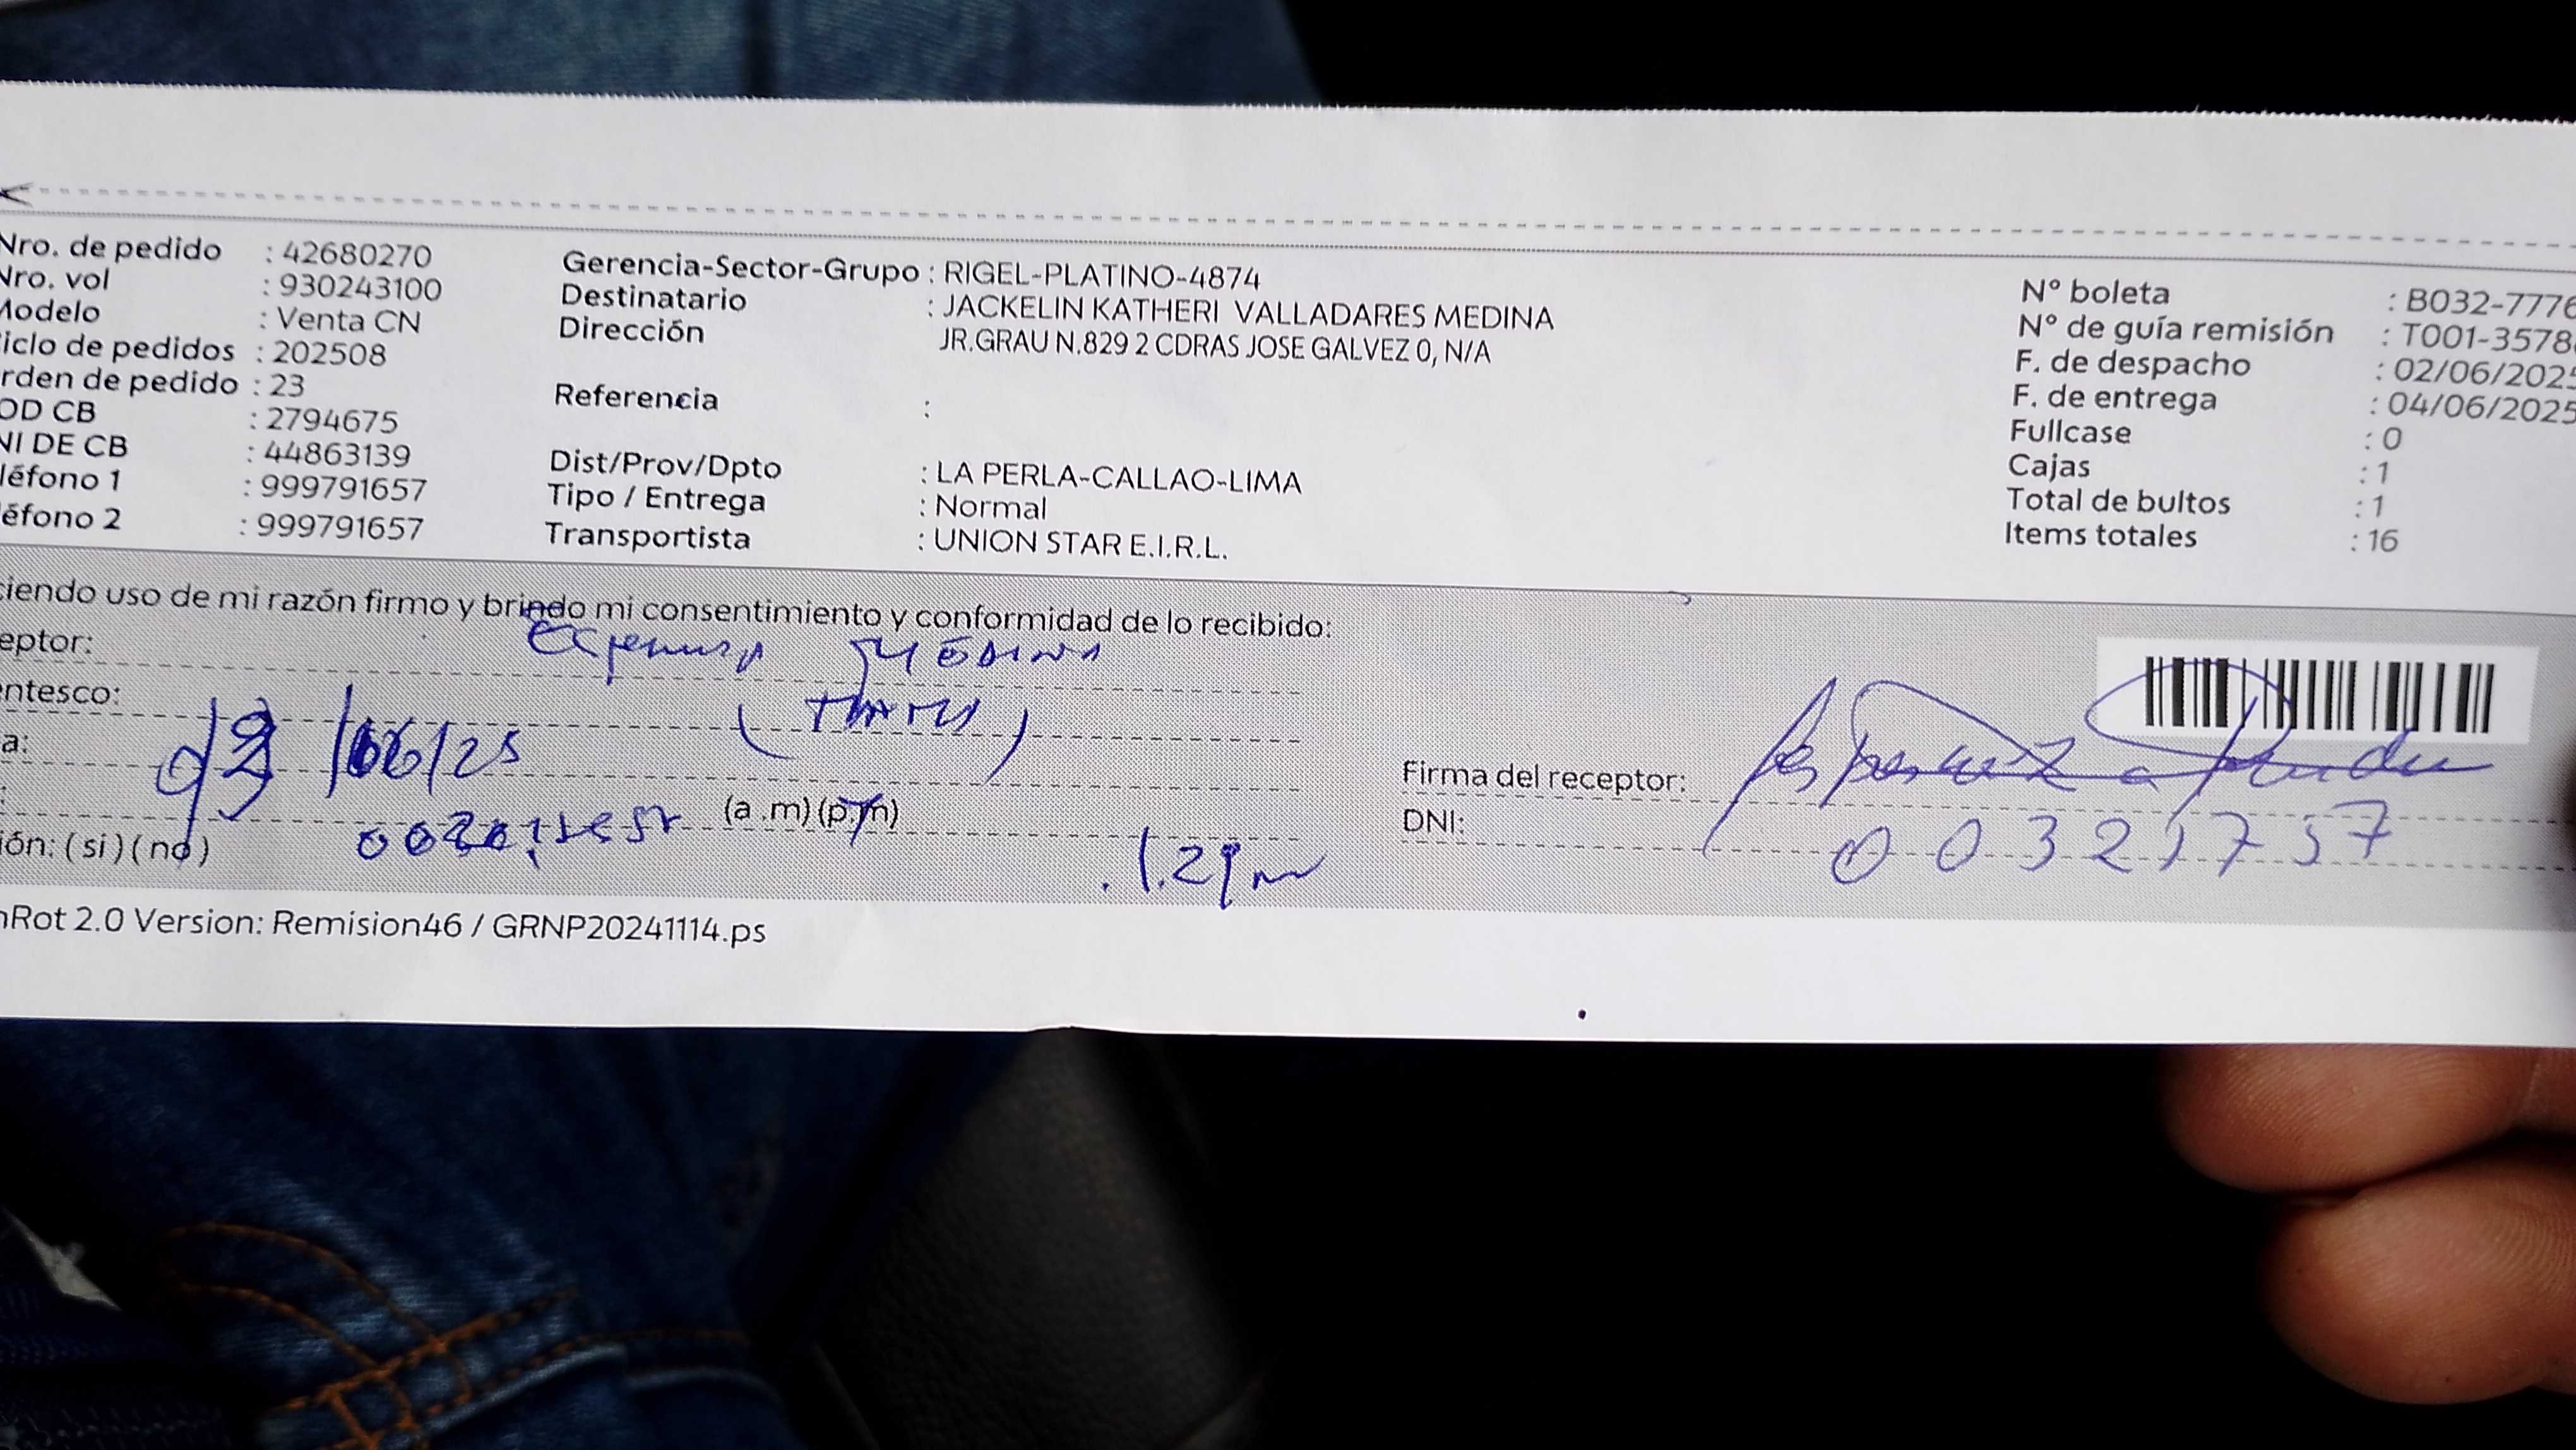 Nro. de pedido : 42680270
Nro. vol : 930243100
Modelo : Venta CN
iclo de pedidos : 202508
rden de pedido : 23
OD CB : 2794675
NI DE CB : 44863139
léfono 1 : 999791657
éfono 2 : 999791657
Gerencia-Sector-Grupo : RIGEL-PLATINO-4874
Destinatario : JACKELIN KATHERI VALLADARES MEDINA
Dirección JR.GRAU N.829 2 CDRAS JOSE GALVEZ 0, N/A
Referencia :
Dist/Prov/Dpto : LA PERLA-CALLAO-LIMA
Tipo / Entrega : Normal
Transportista : UNION STAR E.I.R.L.
N° boleta : B032-7776
N° de guía remisión : T001-3578
F. de despacho : 02/06/2025
F. de entrega : 04/06/2025
Fullcase : 0
Cajas : 1
Total de bultos : 1
Items totales : 16
ciendo uso de mi razón firmo y brindo mi consentimiento y conformidad de lo recibido:
eptor: MEDINA
entesco:
a: /06/25
: (a .m) (p.m)
ión: ( si ) ( no )
Firma del receptor:
DNI:
nRot 2.0 Version: Remision46 / GRNP20241114.ps